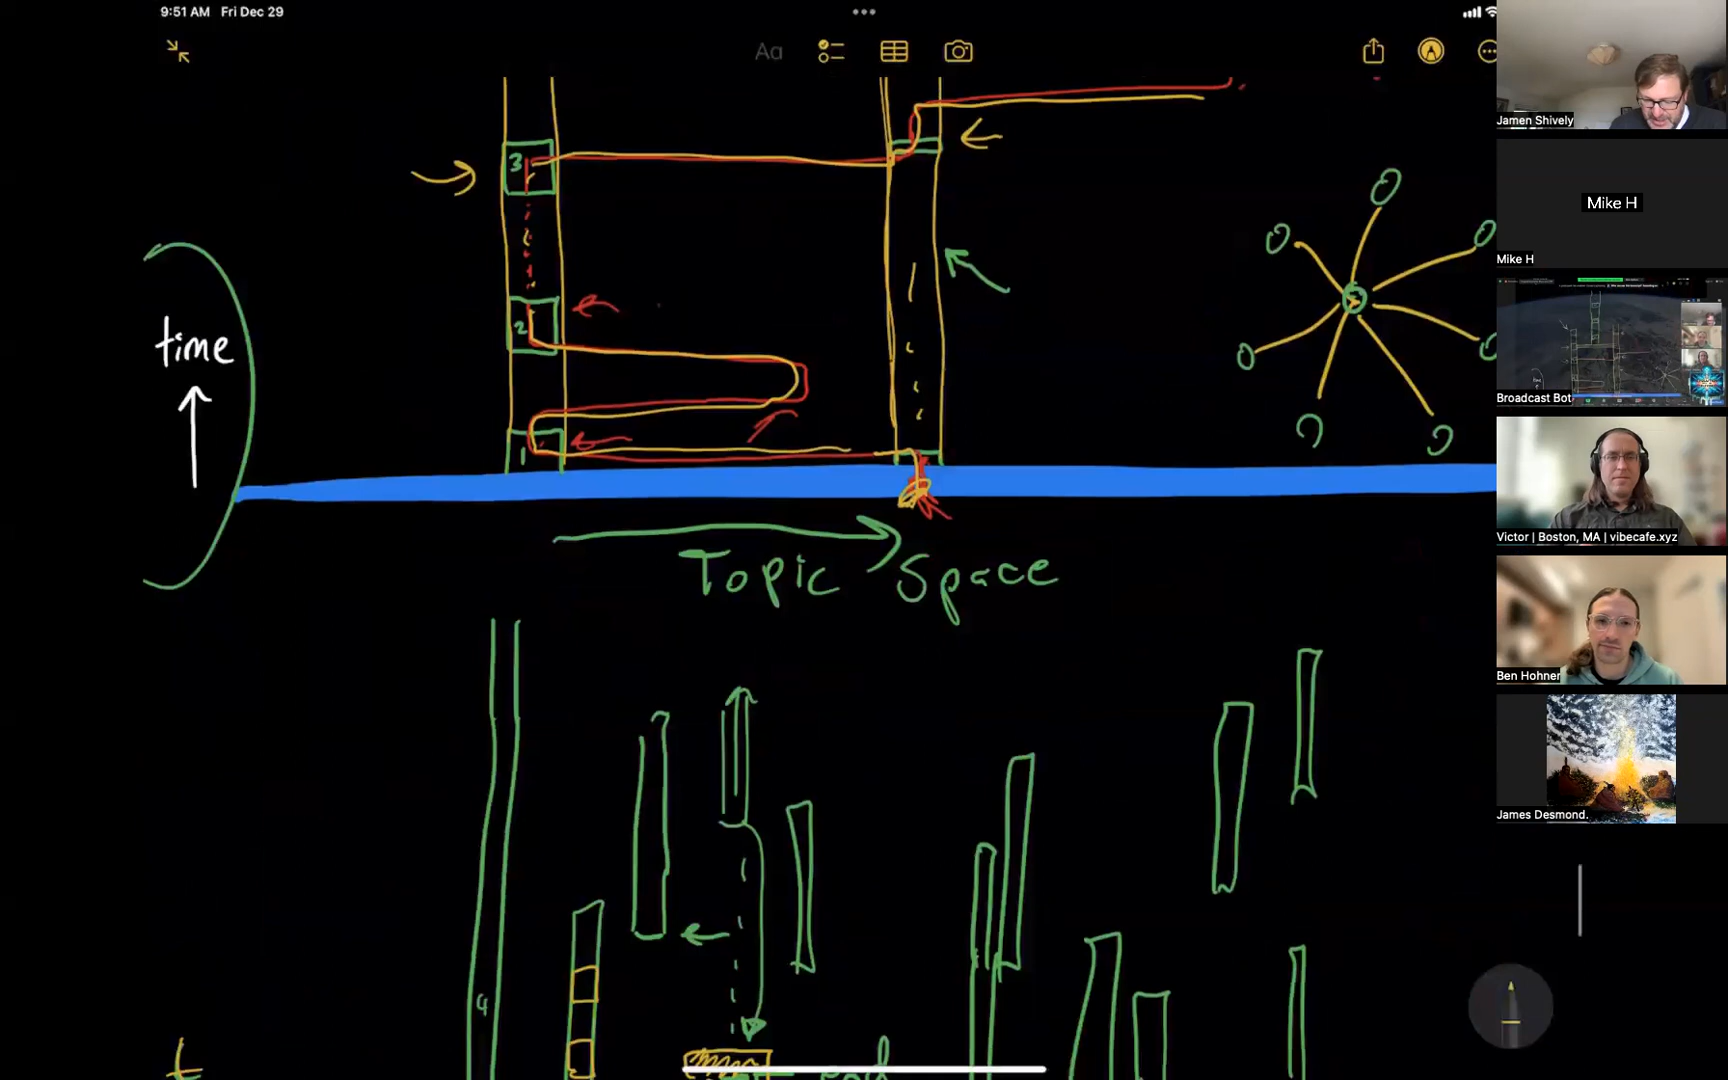 9:51 AM Fri Dec 29
Aa
Jamen Shively
Mike H
Mike H
Broadcast Bot
Victor | Boston, MA | vibecafe.xyz
Ben Hohner
James Desmond.
3
2
1
time
Topic Space
4
t